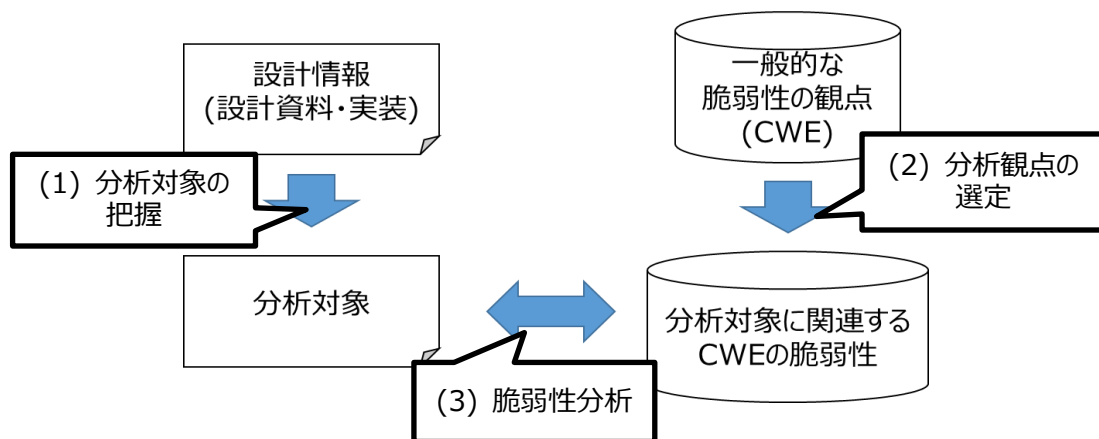 設計情報
(設計資料・実装)
一般的な
脆弱性の観点
(CWE)
(1) 分析対象の
把握
(2) 分析観点の
選定
分析対象
分析対象に関連する
CWEの脆弱性
(3) 脆弱性分析